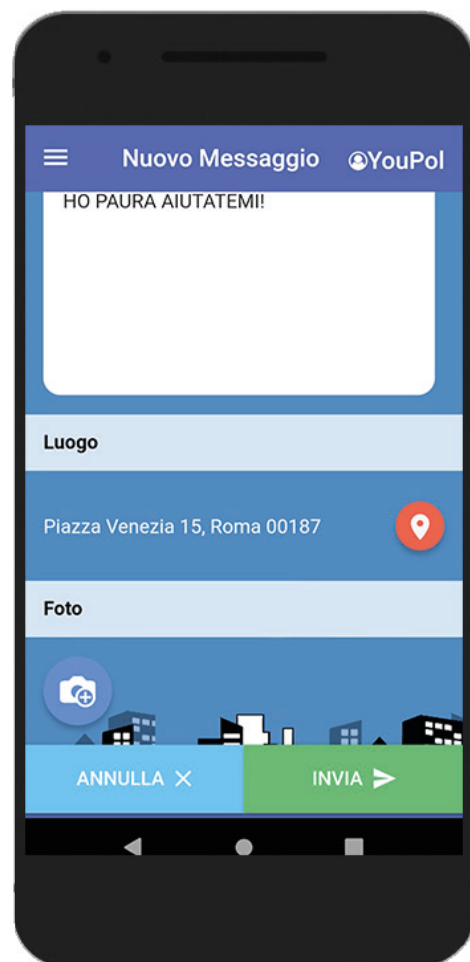 Nuovo Messaggio YouPol
HO PAURA AIUTATEMI!
Luogo
Piazza Venezia 15, Roma 00187
Foto
ANNULLA INVIA